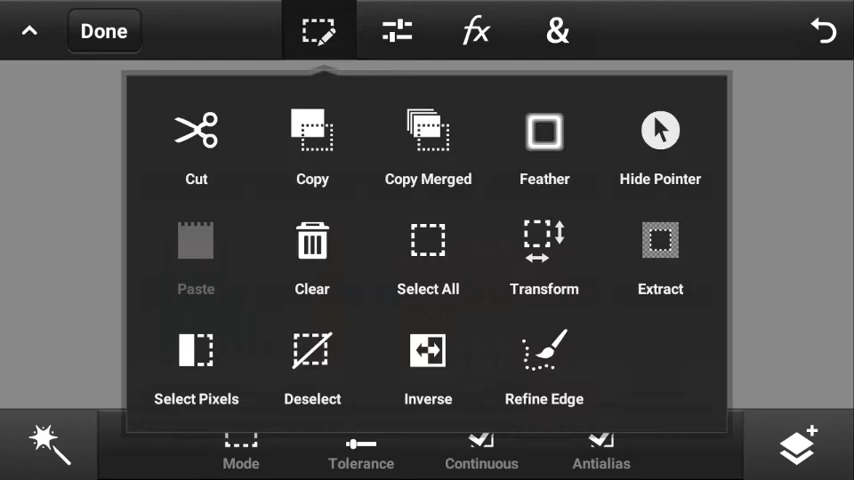 Done
fx
&
Cut
Copy
Copy Merged
Feather
Hide Pointer
Paste
Clear
Select All
Transform
Extract
Select Pixels
Deselect
Inverse
Refine Edge
Mode
Tolerance
Continuous
Antialias